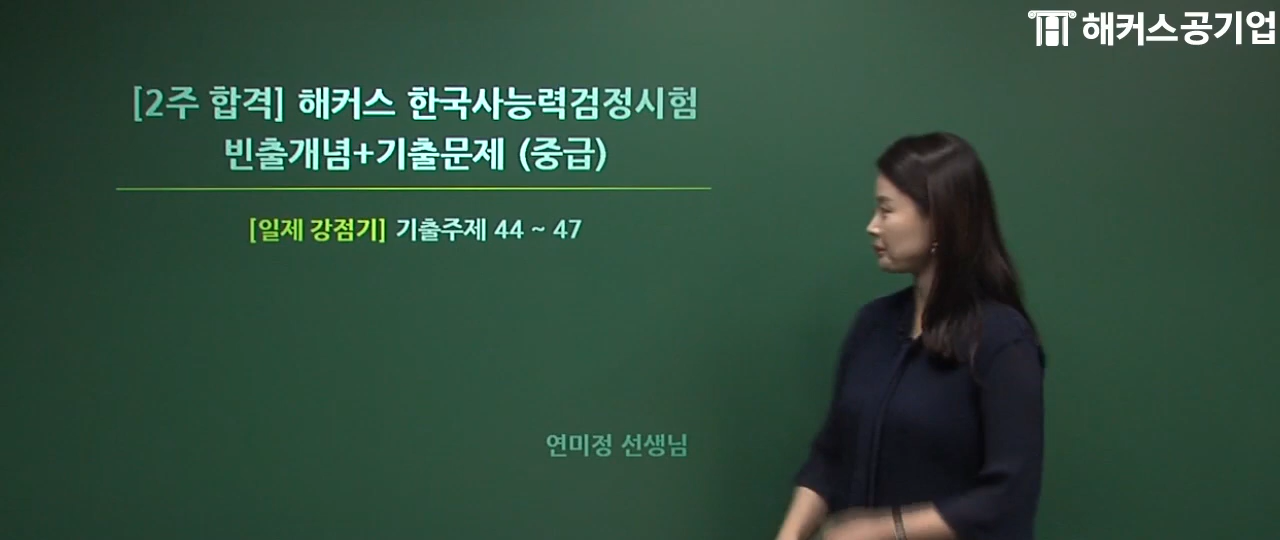 해커스공기업
[2주 합격] 해커스 한국사능력검정시험
빈출개념+기출문제 (중급)
[일제 강점기] 기출주제 44 ~ 47
연미정 선생님